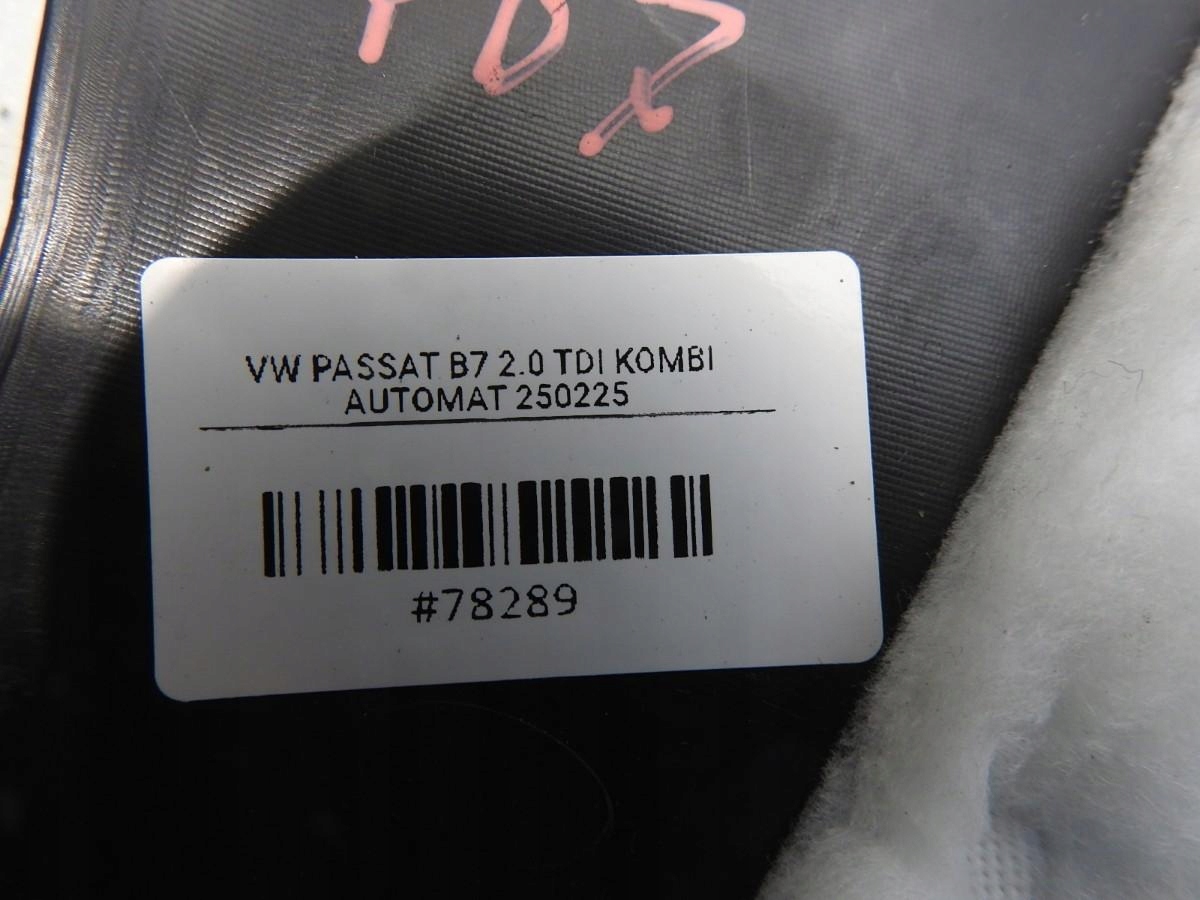 VW PASSAT B7 2.0 TDI KOMBI
AUTOMAT 250225
#78289